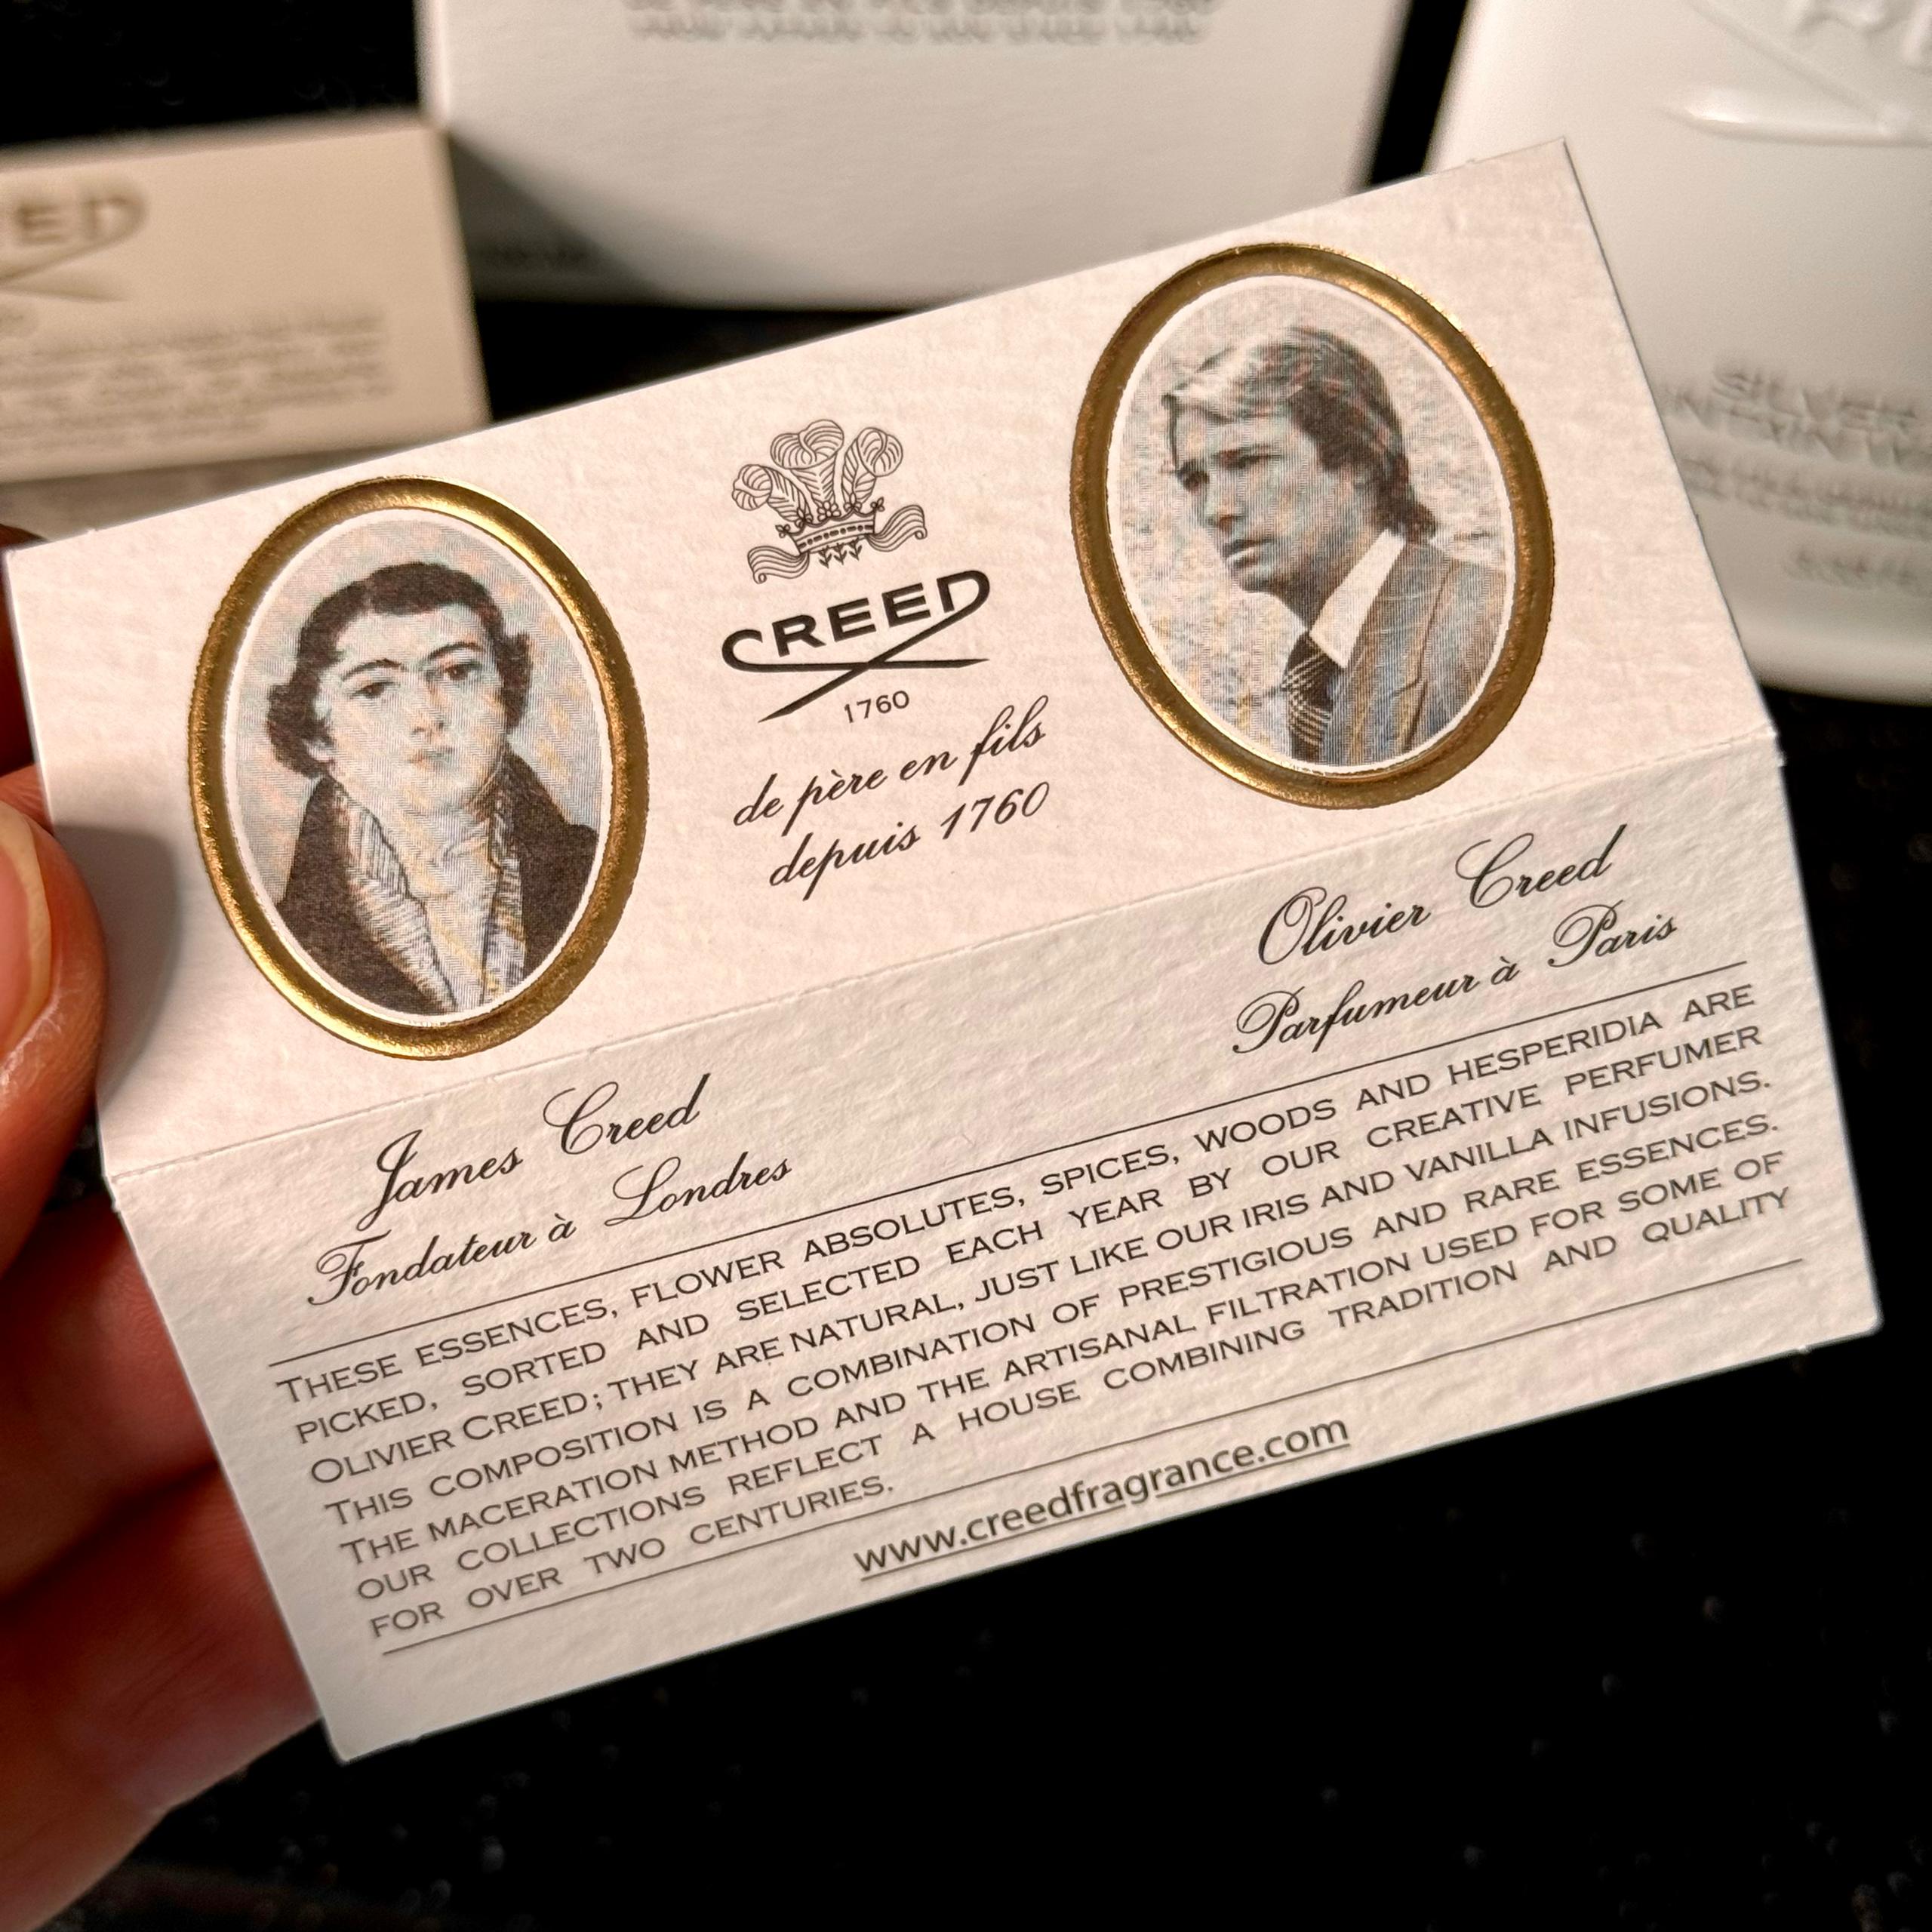 CREED
1760
de père en fils
depuis 1760
James Creed
Fondateur à Londres
Olivier Creed
Parfumeur à Paris
THESE ESSENCES, FLOWER ABSOLUTES, SPICES, WOODS AND HESPERIDIA ARE
PICKED, SORTED AND SELECTED EACH YEAR BY OUR CREATIVE PERFUMER
OLIVIER CREED; THEY ARE NATURAL, JUST LIKE OUR IRIS AND VANILLA INFUSIONS.
THIS COMPOSITION IS A COMBINATION OF PRESTIGIOUS AND RARE ESSENCES.
THE MACERATION METHOD AND THE ARTISANAL FILTRATION USED FOR SOME OF
OUR COLLECTIONS REFLECT A HOUSE COMBINING TRADITION AND QUALITY
FOR OVER TWO CENTURIES.
www.creedfragrance.com
SILVER